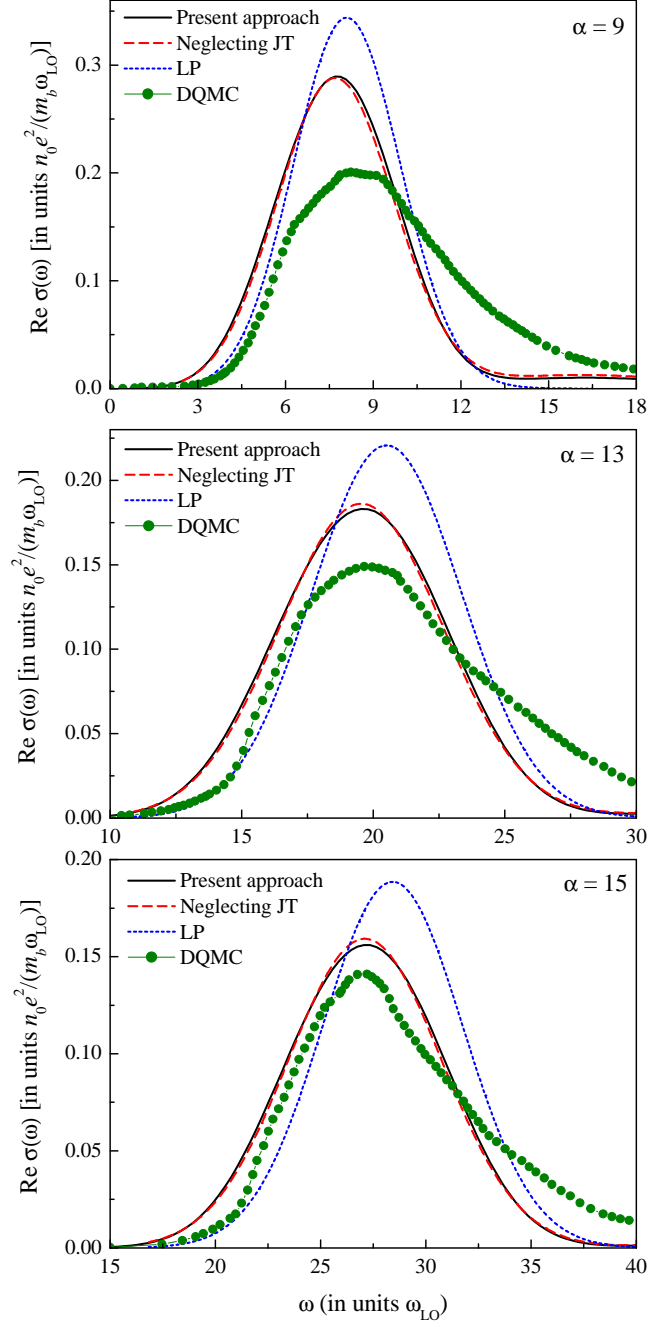 Present approach
Neglecting JT
LP
DQMC
α = 9
Re σ(ω) [in units n₀e²/(m_bω_LO)]
0.3
0.2
0.1
0.0
0 3 6 9 12 15 18
Present approach
Neglecting JT
LP
DQMC
α = 13
Re σ(ω) [in units n₀e²/(m_bω_LO)]
0.20
0.15
0.10
0.05
0.00
10 15 20 25 30
Present approach
Neglecting JT
LP
DQMC
α = 15
Re σ(ω) [in units n₀e²/(m_bω_LO)]
0.20
0.15
0.10
0.05
0.00
15 20 25 30 35 40
ω (in units ω_LO)